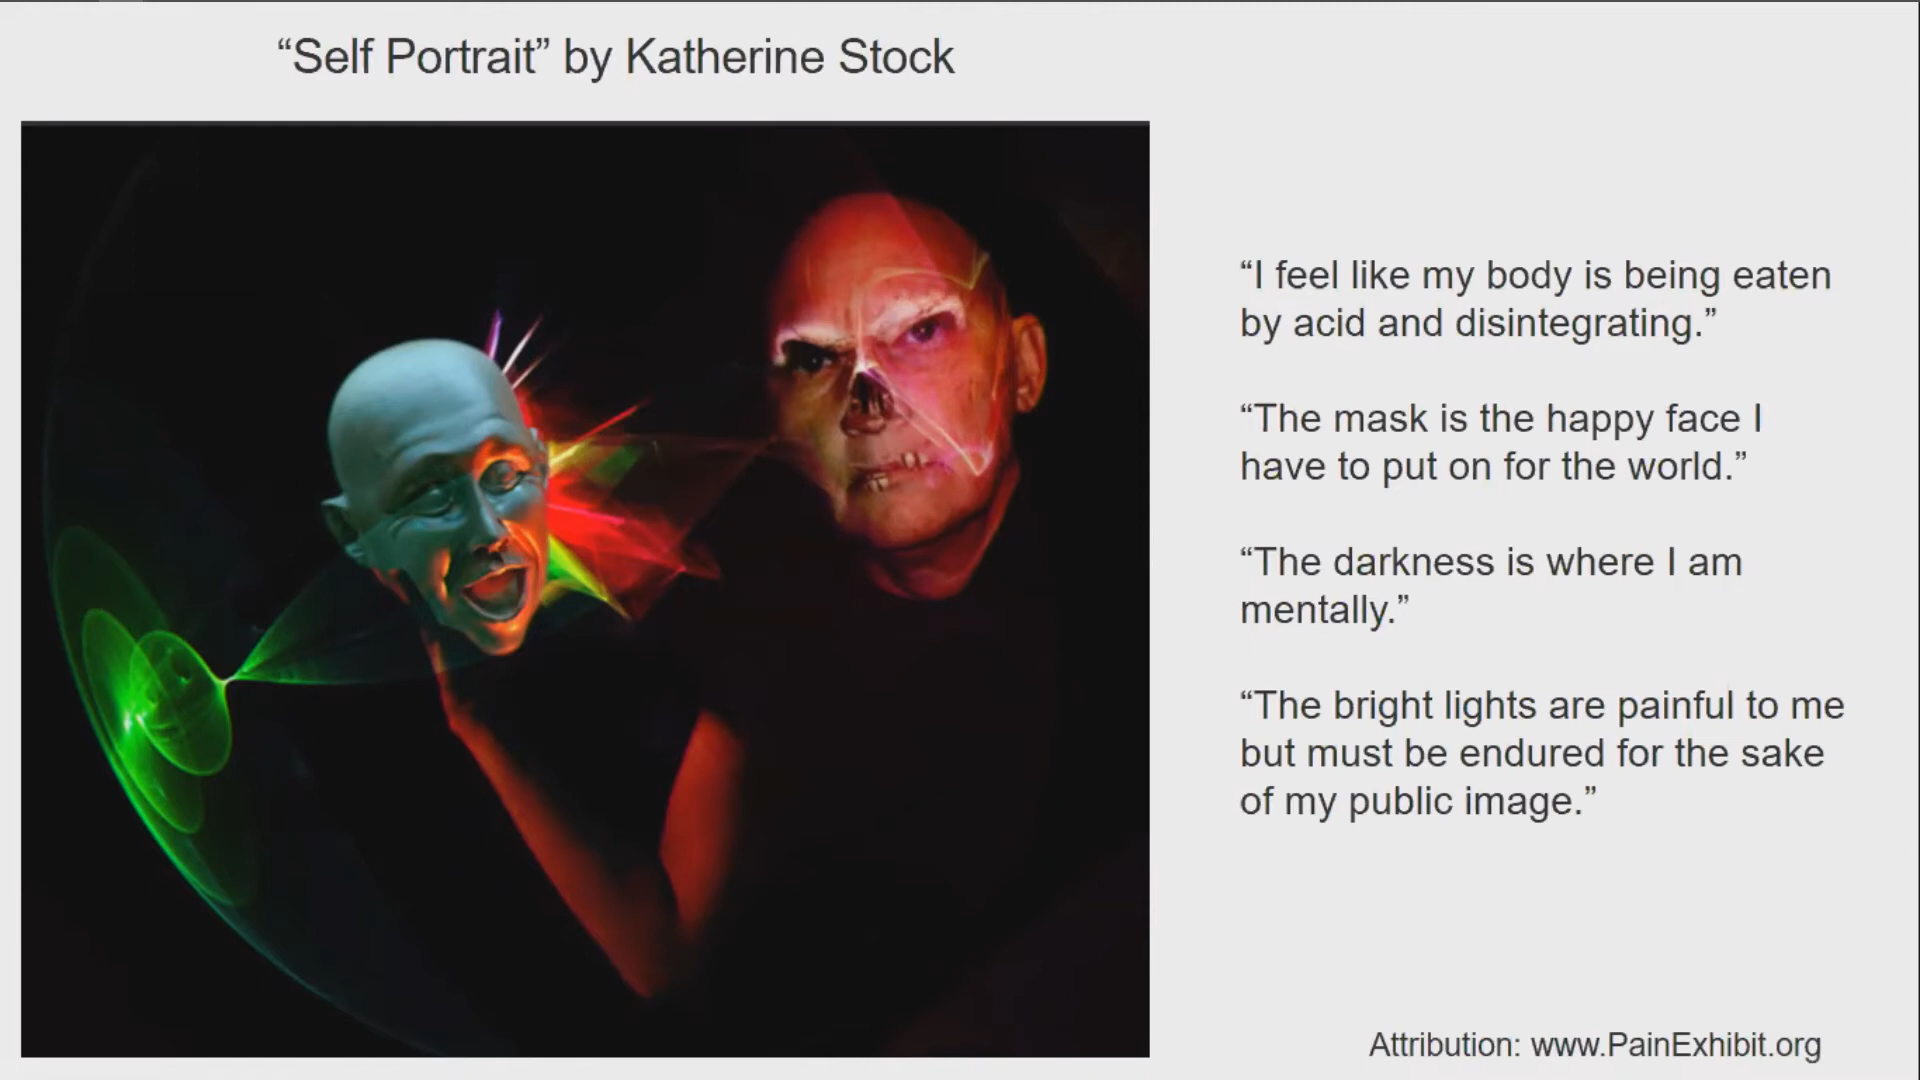 “Self Portrait” by Katherine Stock
“I feel like my body is being eaten
by acid and disintegrating.”
“The mask is the happy face I
have to put on for the world.”
“The darkness is where I am
mentally.”
“The bright lights are painful to me
but must be endured for the sake
of my public image.”
Attribution: www.PainExhibit.org